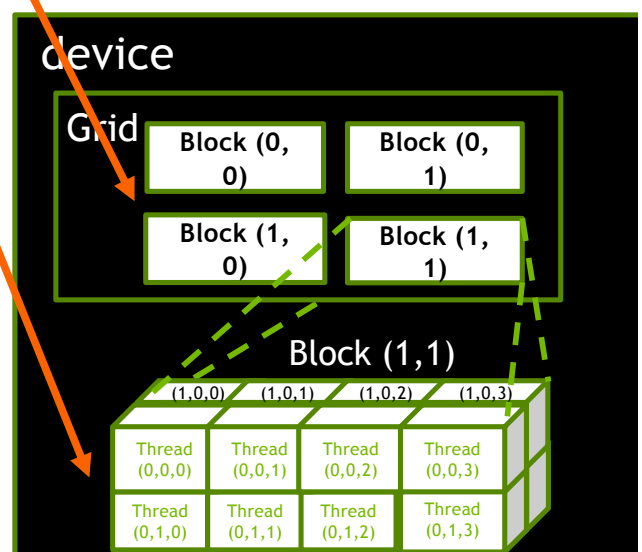 device
Grid
Block (0,
0)
Block (0,
1)
Block (1,
0)
Block (1,
1)
Block (1,1)
(1,0,0) (1,0,1) (1,0,2) (1,0,3)
Thread
(0,0,0)
Thread
(0,0,1)
Thread
(0,0,2)
Thread
(0,0,3)
Thread
(0,1,0)
Thread
(0,1,1)
Thread
(0,1,2)
Thread
(0,1,3)